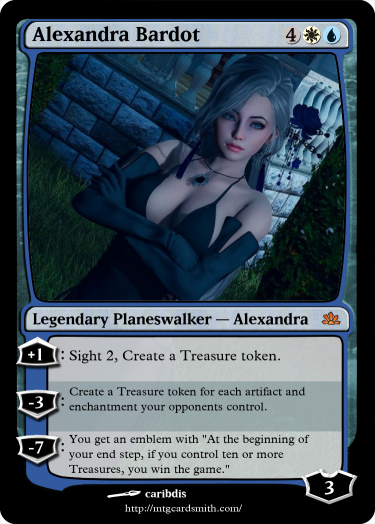 Alexandra Bardot 4
Legendary Planeswalker — Alexandra
+1: Sight 2, Create a Treasure token.
-3: Create a Treasure token for each artifact and
enchantment your opponents control.
-7: You get an emblem with "At the beginning of
your end step, if you control ten or more
Treasures, you win the game."
3
caribdis
http://mtgcardsmith.com/